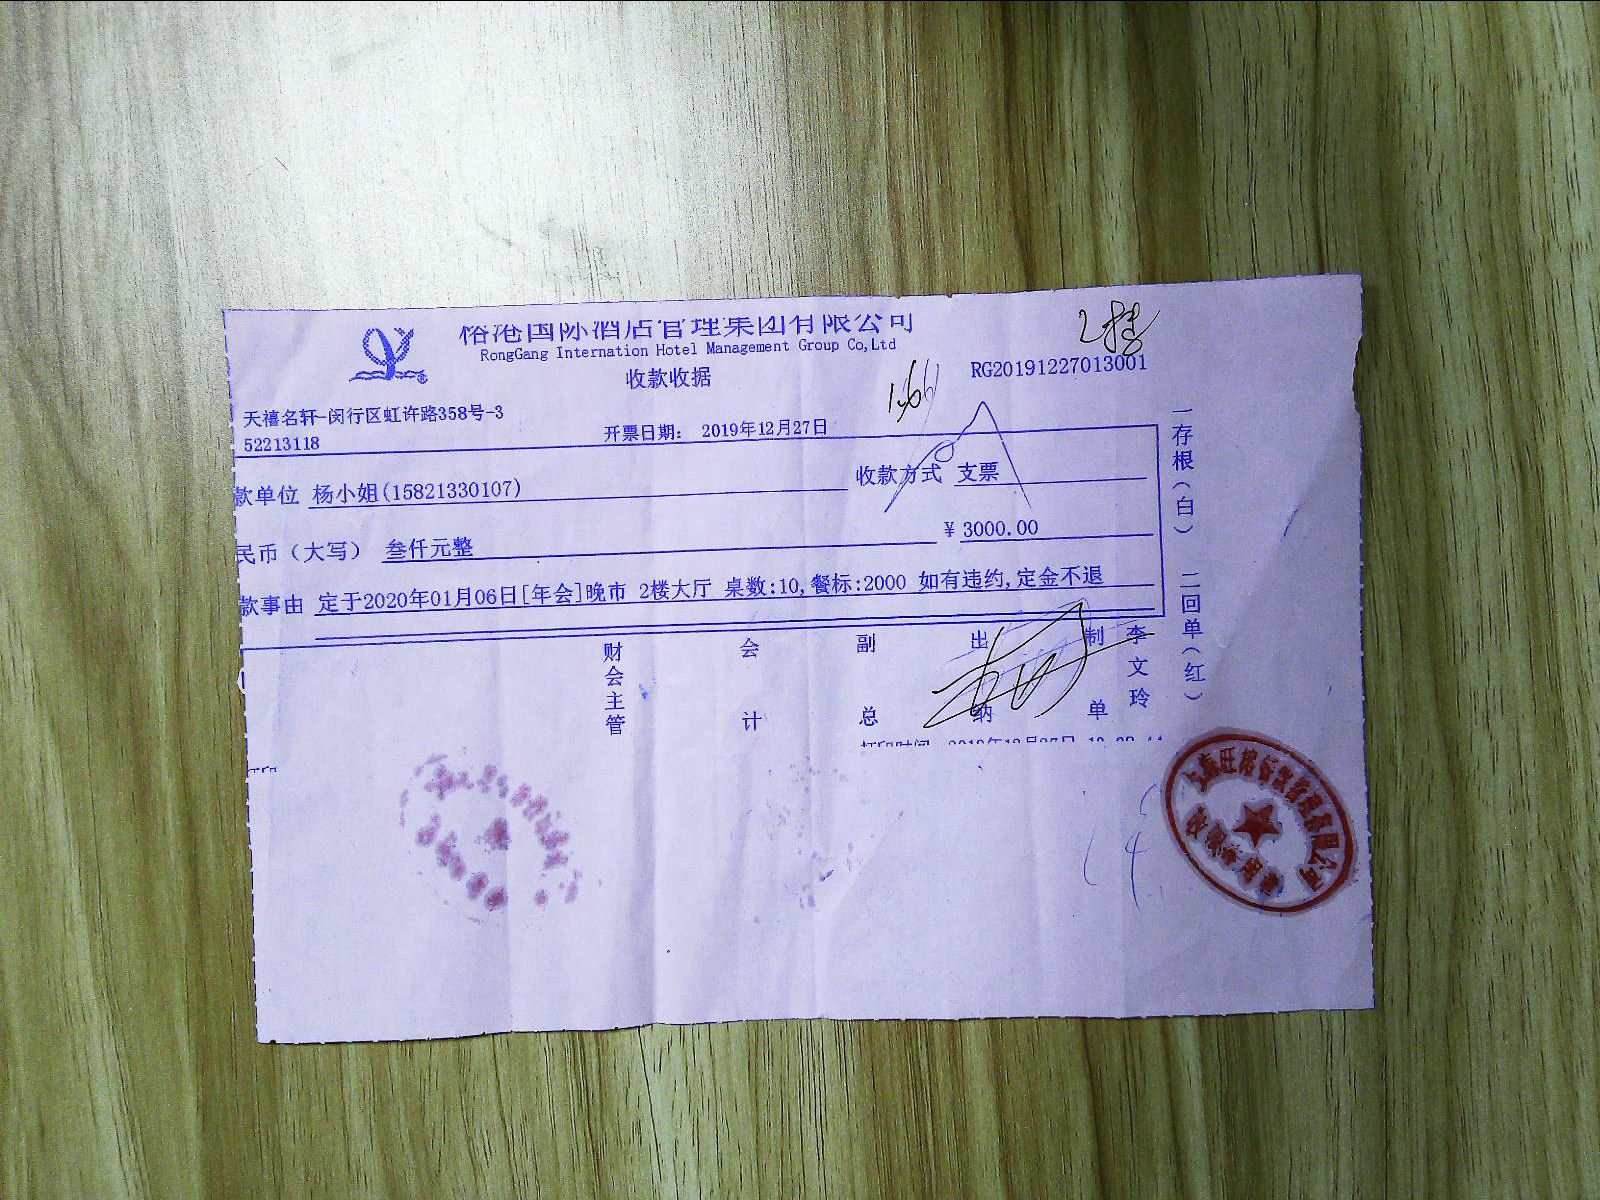 国际酒店管理集团有限公司
RongGang Internation Hotel Management Group Co,Ltd
收款收据
RG20191227013001
天禧名轩-闵行区虹许路358号-3
52213118
开票日期： 2019年12月27日
款单位 杨小姐(15821330107)
收款方式 支票
民币（大写） 叁仟元整
¥ 3000.00
款事由 定于2020年01月06日[年会]晚市 2楼大厅 桌数:10,餐标:2000 如有违约,定金不退
财会主管 会计 副总 出纳 制单 李文玲
一存根（白） 二回单（红）